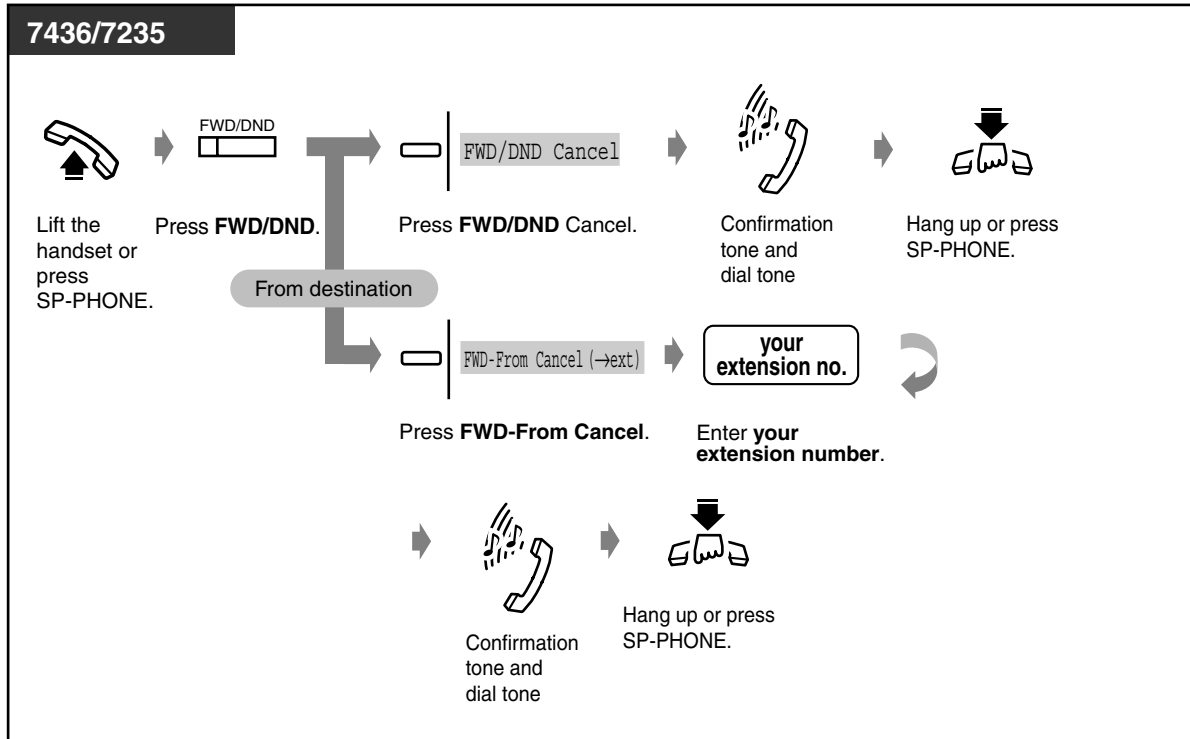 7436/7235
FWD/DND
FWD/DND Cancel
Lift the
handset or
press
SP-PHONE.
Press FWD/DND.
Press FWD/DND Cancel.
Confirmation
tone and
dial tone
Hang up or press
SP-PHONE.
From destination
FWD-From Cancel (→ext)
your
extension no.
Press FWD-From Cancel.
Enter your
extension number.
Confirmation
tone and
dial tone
Hang up or press
SP-PHONE.